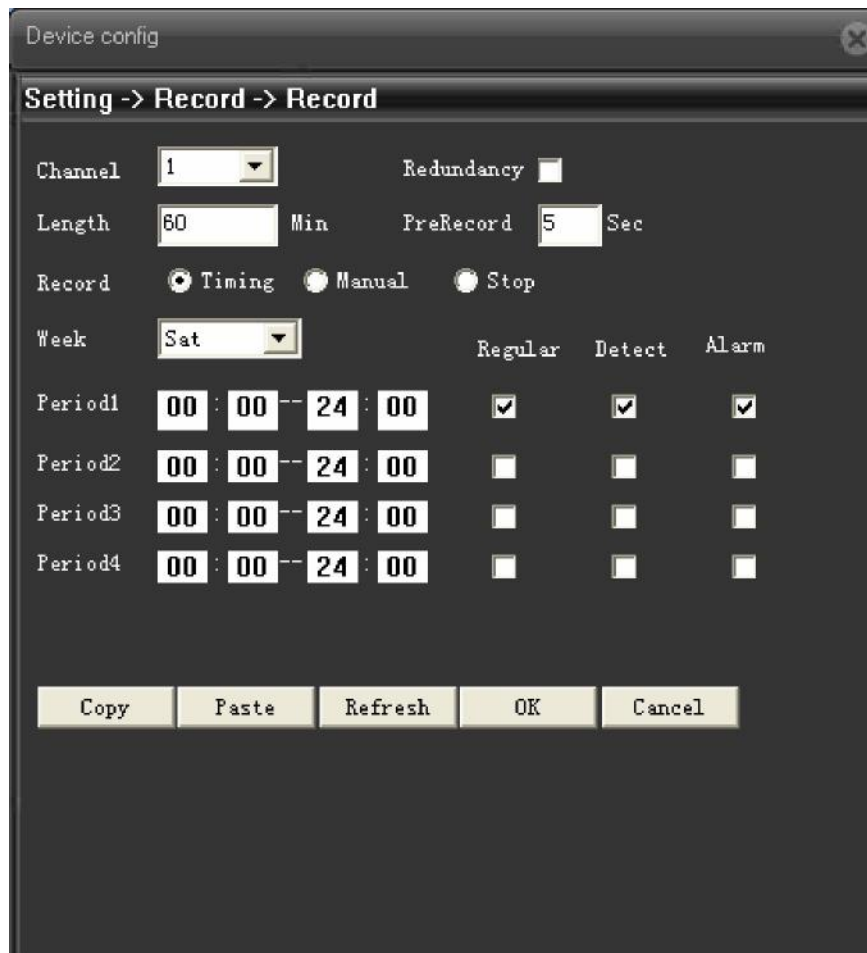 Device config
Setting -> Record -> Record
Channel 1 Redundancy
Length 60 Min PreRecord 5 Sec
Record Timing Manual Stop
Week Sat Regular Detect Alarm
Period1 00 : 00 -- 24 : 00
Period2 00 : 00 -- 24 : 00
Period3 00 : 00 -- 24 : 00
Period4 00 : 00 -- 24 : 00
Copy Paste Refresh OK Cancel